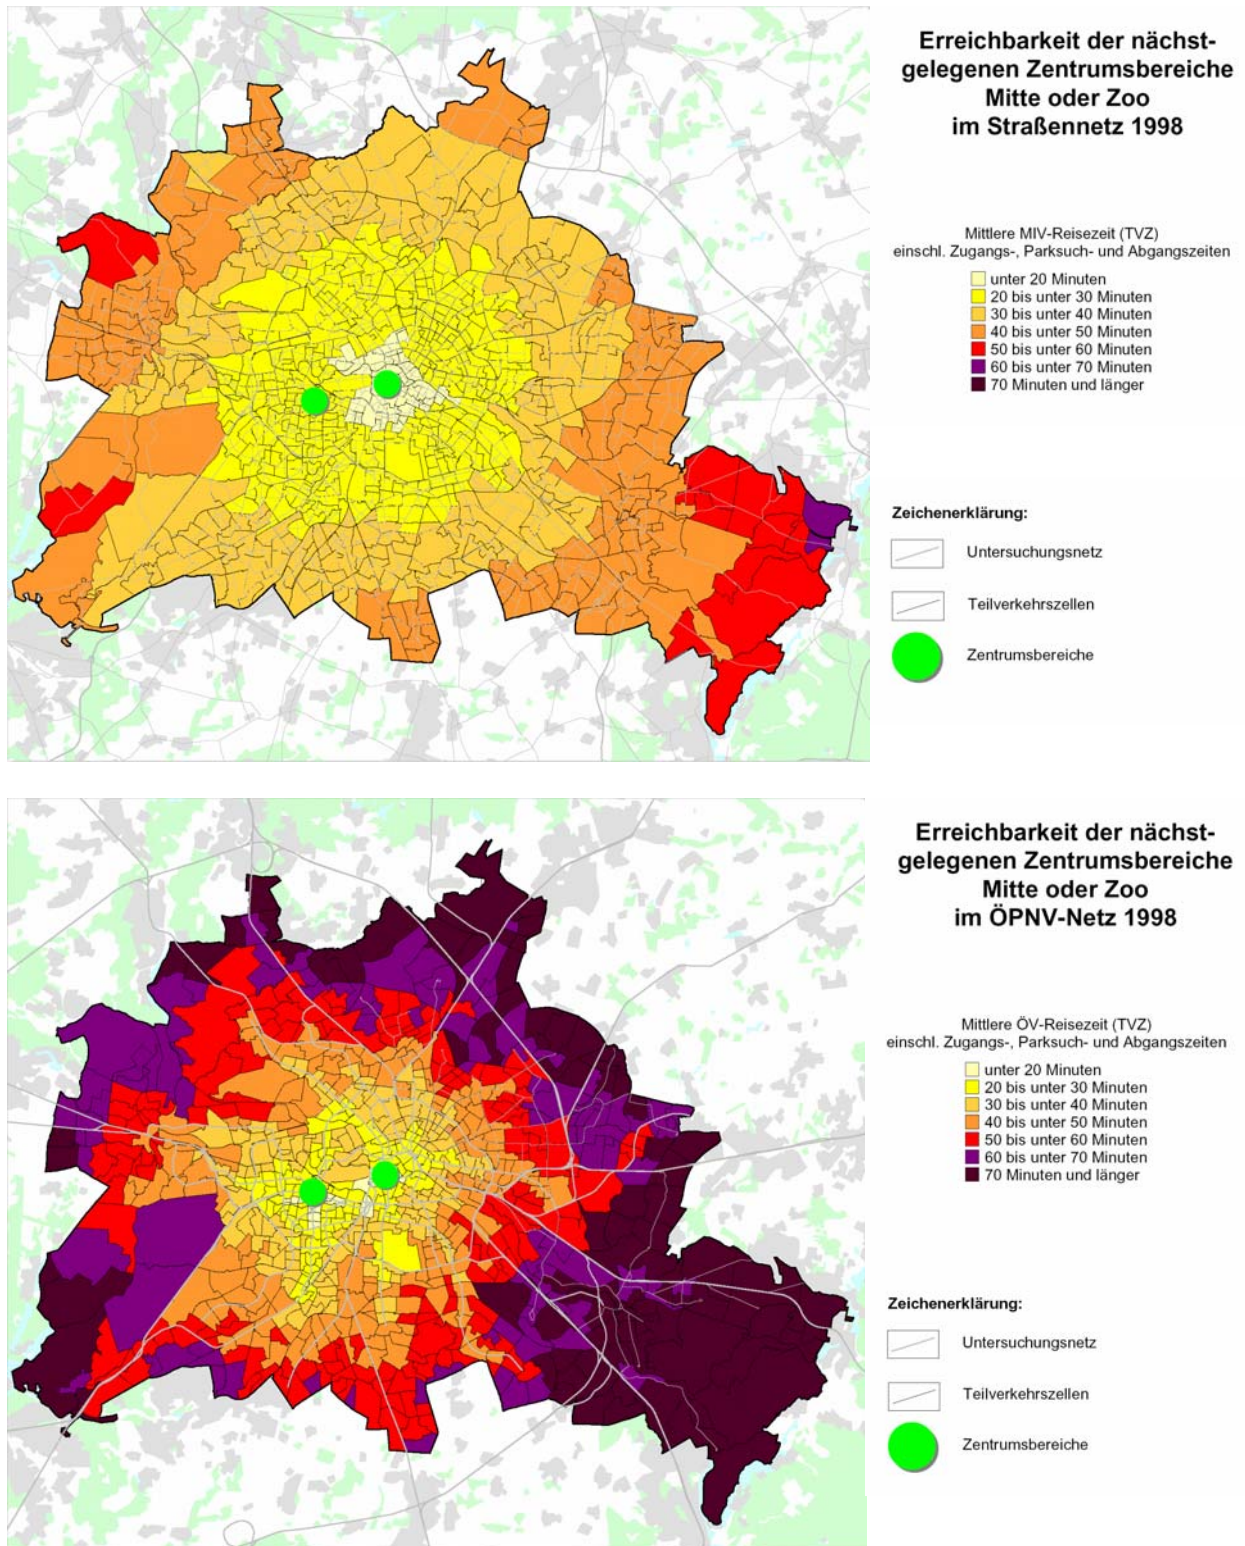 Erreichbarkeit der nächst-
gelegenen Zentrumsbereiche
Mitte oder Zoo
im Straßennetz 1998
Mittlere MIV-Reisezeit (TVZ)
einschl. Zugangs-, Parksuch- und Abgangszeiten
unter 20 Minuten
20 bis unter 30 Minuten
30 bis unter 40 Minuten
40 bis unter 50 Minuten
50 bis unter 60 Minuten
60 bis unter 70 Minuten
70 Minuten und länger
Zeichenerklärung:
Untersuchungsnetz
Teilverkehrszellen
Zentrumsbereiche
Erreichbarkeit der nächst-
gelegenen Zentrumsbereiche
Mitte oder Zoo
im ÖPNV-Netz 1998
Mittlere ÖV-Reisezeit (TVZ)
einschl. Zugangs-, Parksuch- und Abgangszeiten
unter 20 Minuten
20 bis unter 30 Minuten
30 bis unter 40 Minuten
40 bis unter 50 Minuten
50 bis unter 60 Minuten
60 bis unter 70 Minuten
70 Minuten und länger
Zeichenerklärung:
Untersuchungsnetz
Teilverkehrszellen
Zentrumsbereiche